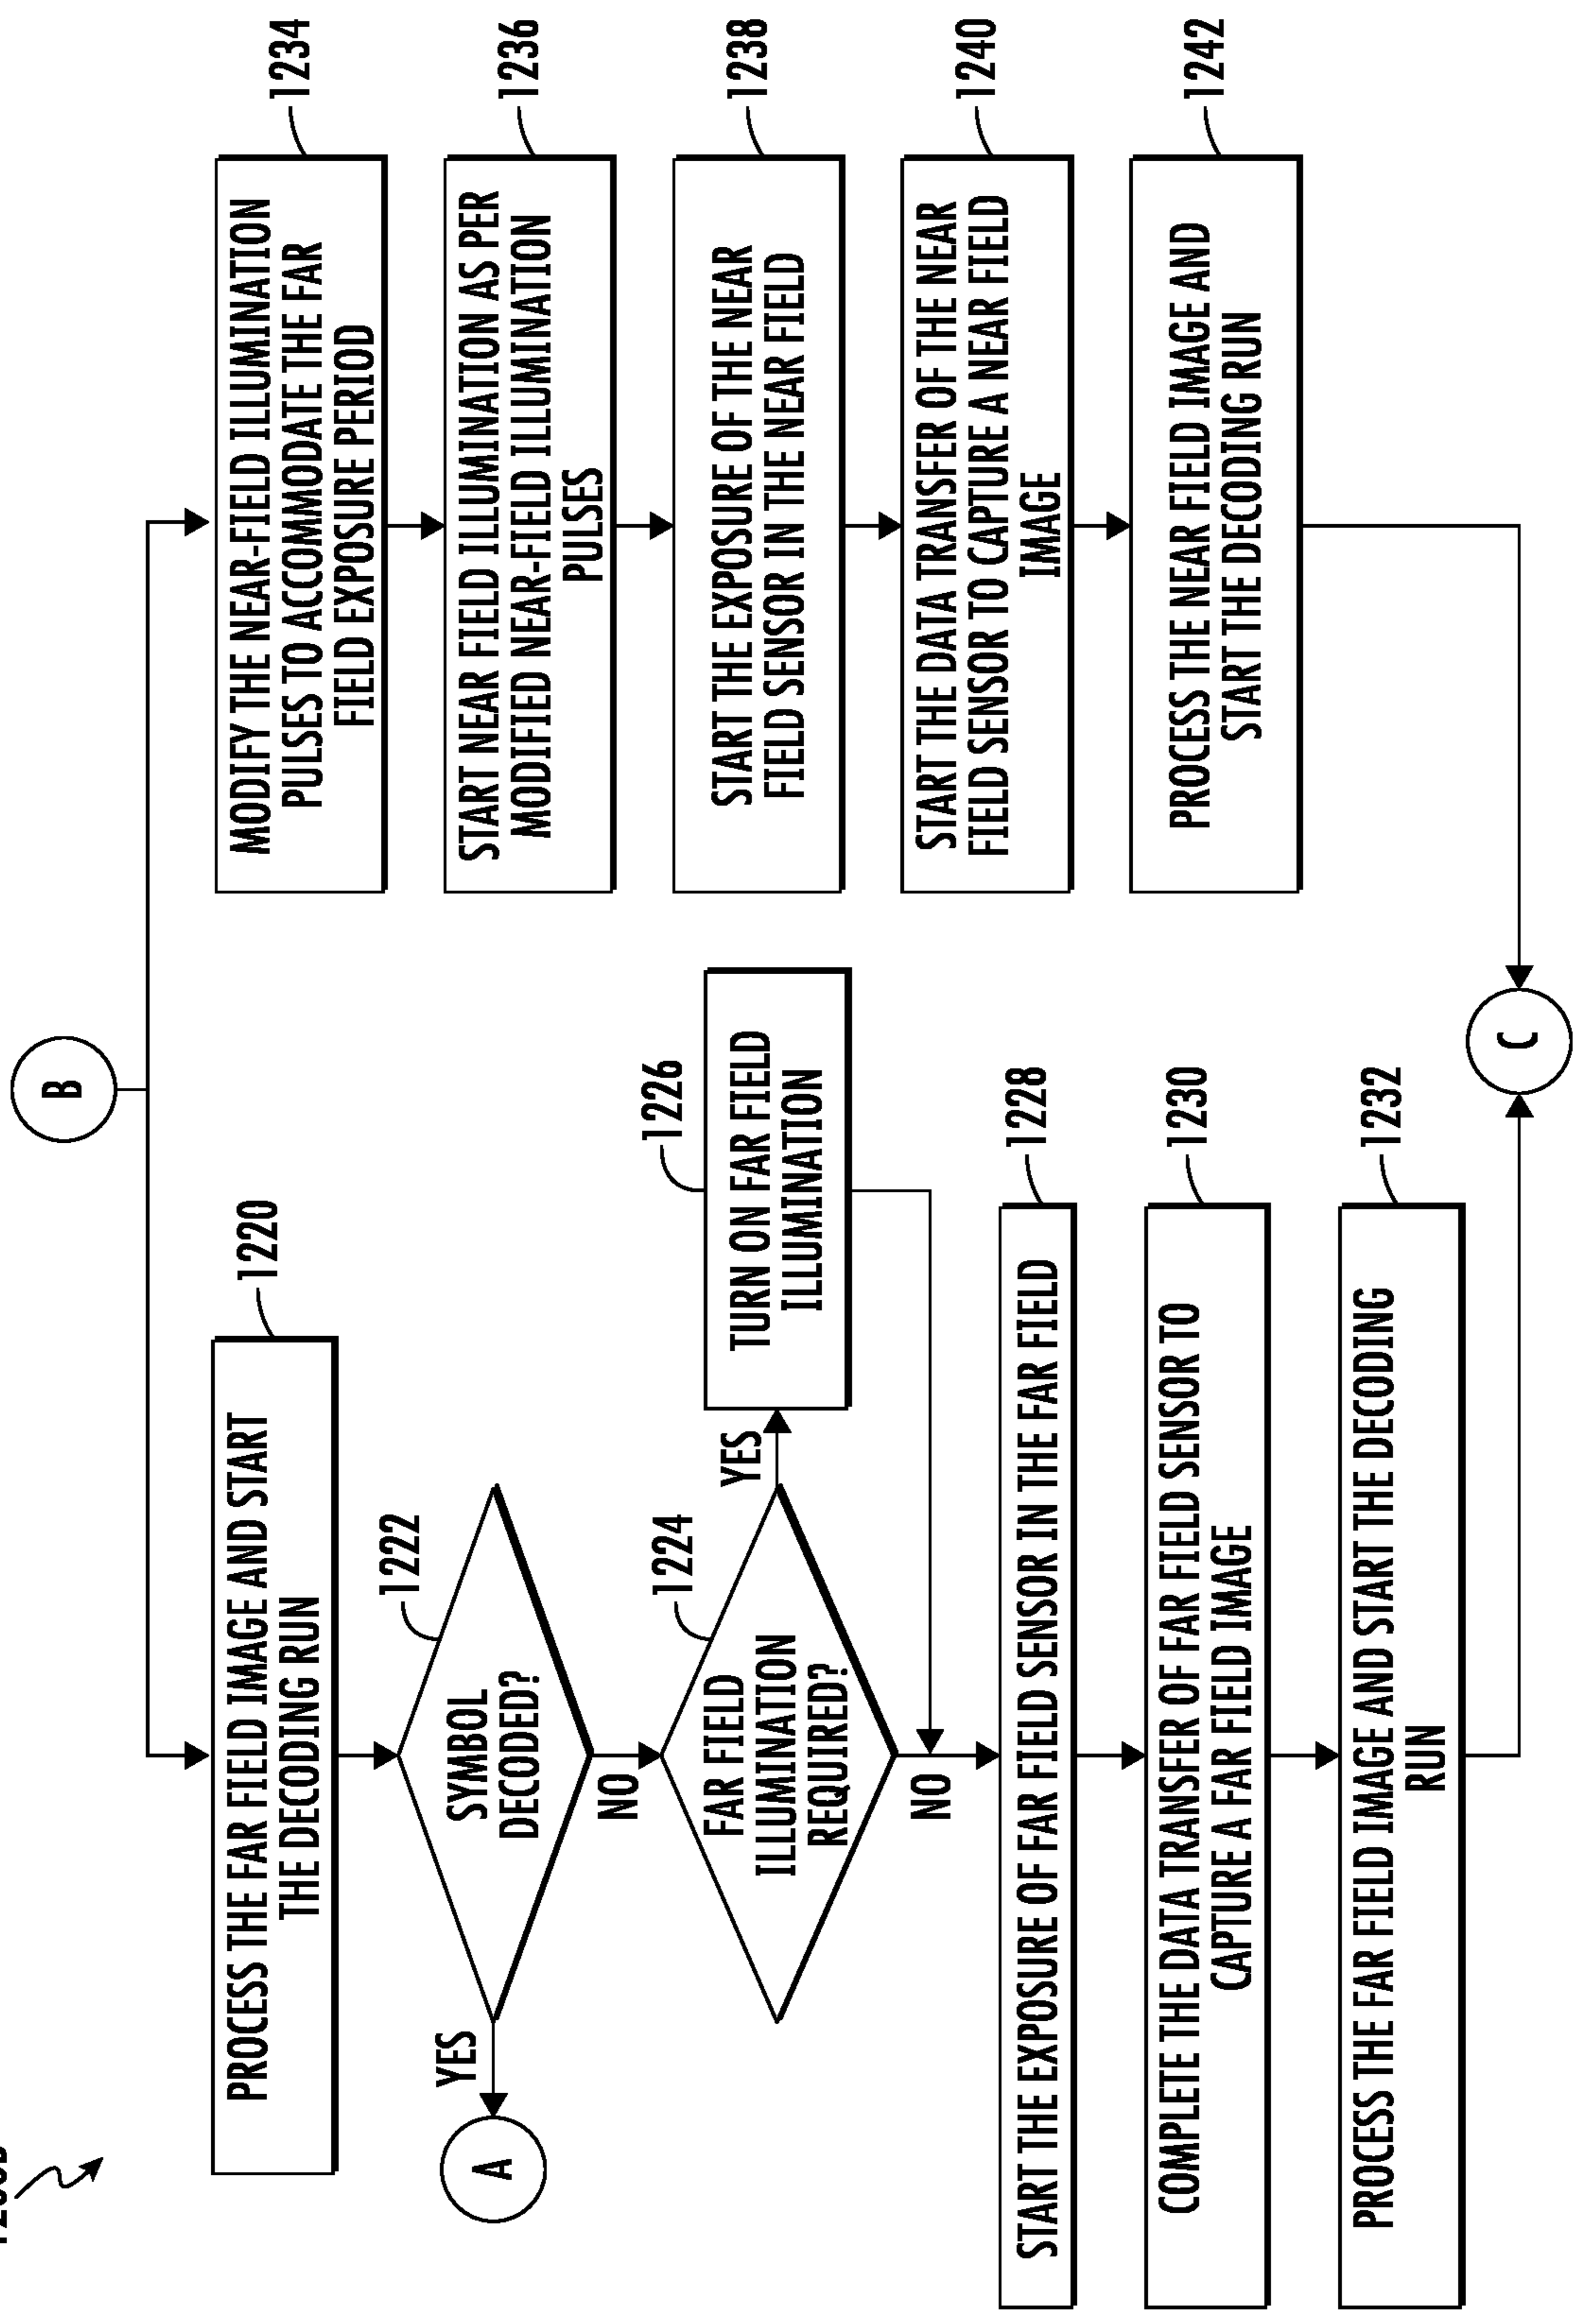 B
1220
PROCESS THE FAR FIELD IMAGE AND START
THE DECODING RUN
1222
SYMBOL
DECODED?
YES
A
NO
1224
FAR FIELD
ILLUMINATION
REQUIRED?
YES
1226
TURN ON FAR FIELD
ILLUMINATION
NO
1228
START THE EXPOSURE OF FAR FIELD SENSOR IN THE FAR FIELD
1230
COMPLETE THE DATA TRANSFER OF FAR FIELD SENSOR TO
CAPTURE A FAR FIELD IMAGE
1232
PROCESS THE FAR FIELD IMAGE AND START THE DECODING
RUN
1234
MODIFY THE NEAR-FIELD ILLUMINATION
PULSES TO ACCOMMODATE THE FAR
FIELD EXPOSURE PERIOD
1236
START NEAR FIELD ILLUMINATION AS PER
MODIFIED NEAR-FIELD ILLUMINATION
PULSES
1238
START THE EXPOSURE OF THE NEAR
FIELD SENSOR IN THE NEAR FIELD
1240
START THE DATA TRANSFER OF THE NEAR
FIELD SENSOR TO CAPTURE A NEAR FIELD
IMAGE
1242
PROCESS THE NEAR FIELD IMAGE AND
START THE DECODING RUN
C